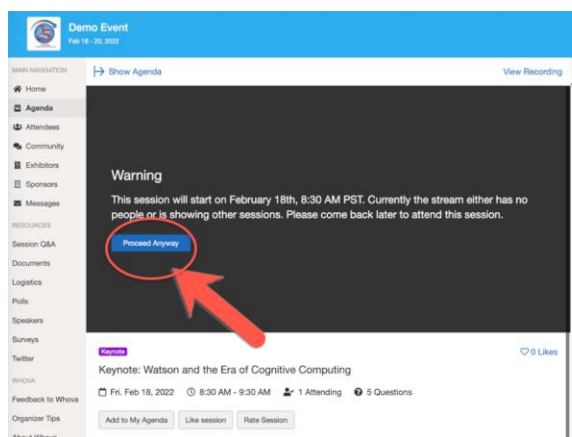 Demo Event
Feb 18 - 20, 2022
MAIN NAVIGATION
Home
Agenda
Attendees
Community
Exhibitors
Sponsors
Messages
RESOURCES
Session Q&A
Documents
Logistics
Polls
Speakers
Surveys
Twitter
WHOVA
Feedback to Whova
Organizer Tips
About Whova
Show Agenda
View Recording
Warning
This session will start on February 18th, 8:30 AM PST. Currently the stream either has no
people or is showing other sessions. Please come back later to attend this session.
Proceed Anyway
Keynote
0 Likes
Keynote: Watson and the Era of Cognitive Computing
Fri. Feb 18, 2022 8:30 AM - 9:30 AM 1 Attending 5 Questions
Add to My Agenda Like session Rate Session